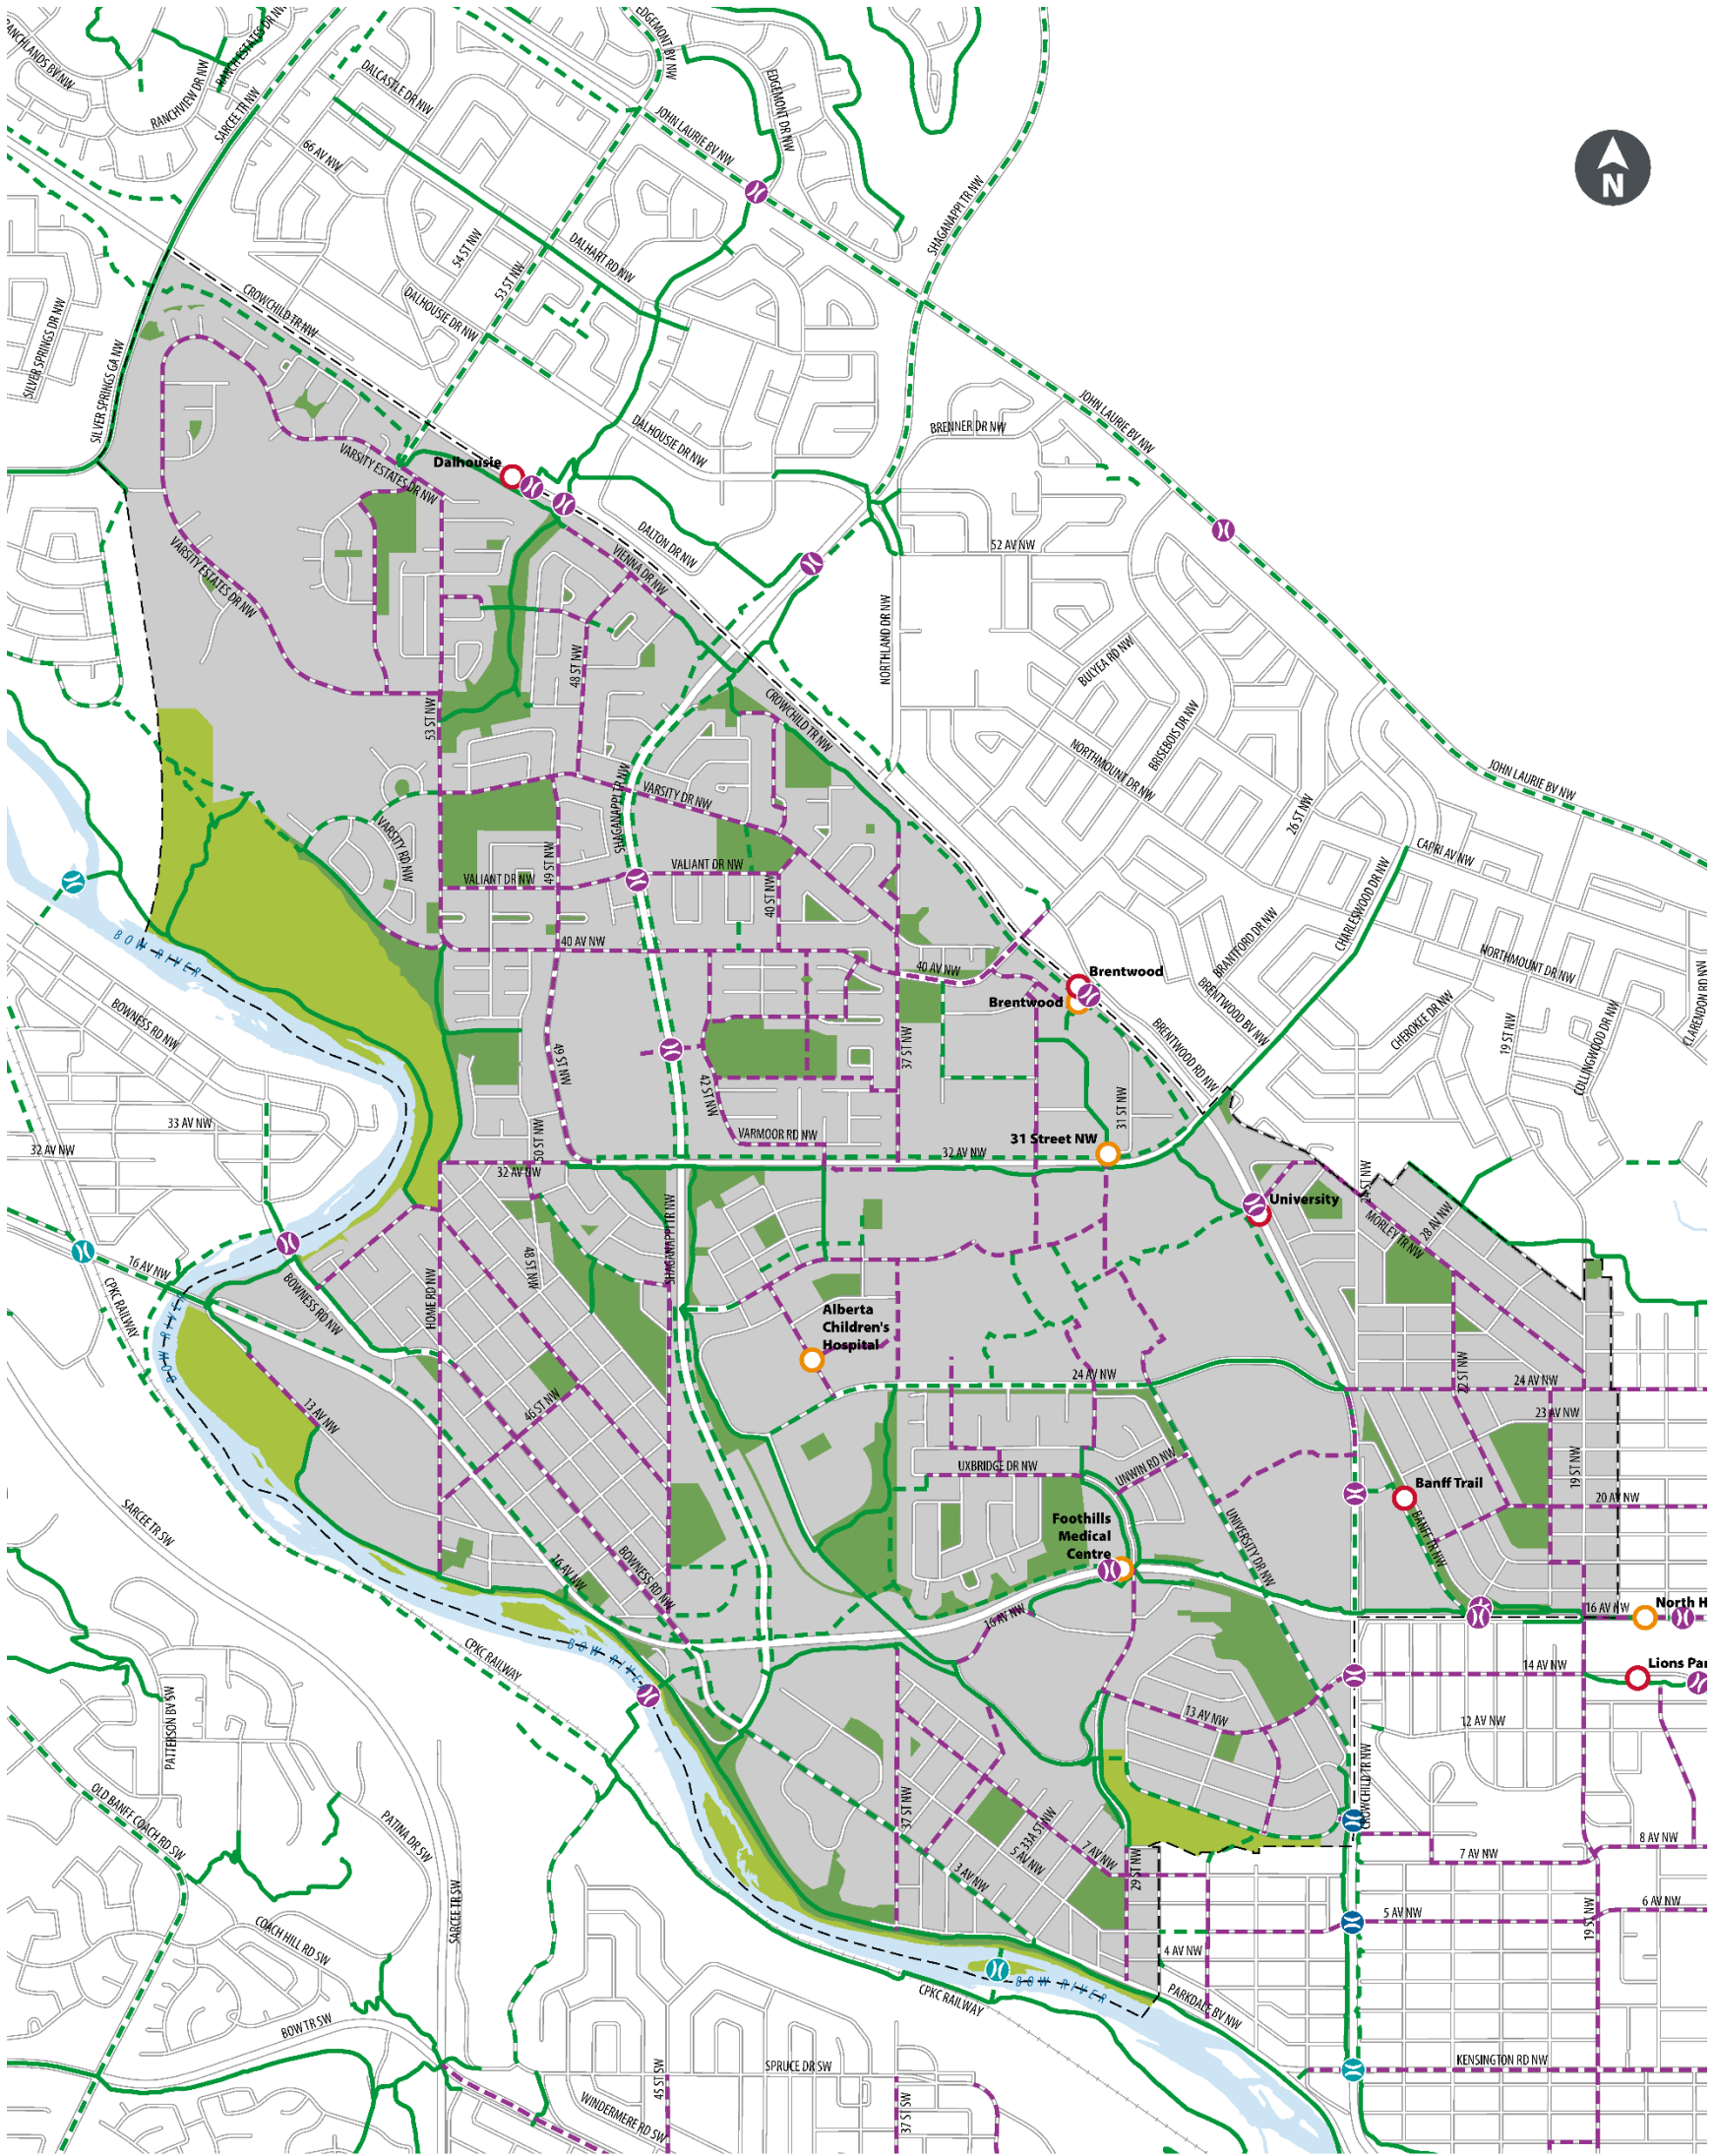 RANCHLANDS BV NW
RANCHVIEW DR NW
RANCH ESTATES DR NW
SARCEE TR NW
DALCASTLE DR NW
EDGEMONT BV NW
EDGEMONT DR NW
JOHN LAURIE BV NW
66 AV NW
N
SHAGANAPPI TR NW
54 ST NW
DALHART RD NW
53 ST NW
CROWCHILD TR NW
DALHOUSIE DR NW
SILVER SPRINGS DR NW
SILVER SPRINGS GA NW
JOHN LAURIE BV NW
BRENNER DR NW
DALHOUSIE DR NW
VARSITY ESTATES DR NW
Dalhousie
DALTON DR NW
VIENNA DR NW
52 AV NW
VARSITY ESTATES DR NW
NORTHLAND DR NW
48 ST NW
BULYEA RD NW
53 ST NW
CROWCHILD TR NW
BRISEBOIS DR NW
NORTHMOUNT DR NW
JOHN LAURIE BV NW
SHAGANAPPI TR NW
VARSITY DR NW
26 ST NW
VARSITY RD NW
CAPRI AV NW
VALIANT DR NW
49 ST NW
VALIANT DR NW
40 ST NW
CHARLESWOOD DR NW
BOW RIVER
40 AV NW
40 AV NW
BRANTFORD DR NW
NORTHMOUNT DR NW
Brentwood
Brentwood
BRENTWOOD BV NW
CLARENDON RD NW
BOWNESS RD NW
CHEROKEE DR NW
19 ST NW
COLLINGWOOD DR NW
BRENTWOOD RD NW
49 ST NW
37 ST NW
42 ST NW
31 ST NW
33 AV NW
32 AV NW
50 ST NW
VARMOOR RD NW
31 Street NW
32 AV NW
32 AV NW
24 ST NW
University
MORLEY TR NW
28 AV NW
SHAGANAPPI TR NW
48 ST NW
16 AV NW
CPKC RAILWAY
BOWNESS RD NW
HOME RD NW
BOW RIVER
Alberta
Children's
Hospital
24 AV NW
22 ST NW
24 AV NW
13 AV NW
46 ST NW
23 AV NW
UXBRIDGE DR NW
UNWIN RD NW
19 ST NW
Banff Trail
20 AV NW
SARCEE TR SW
Foothills
Medical
Centre
UNIVERSITY DR NW
BANFF TR NW
16 AV NW
BOWNESS RD NW
16 AV NW
16 AV NW
North H
BOW RIVER
CPKC RAILWAY
14 AV NW
Lions Par
PATTERSON BV SW
13 AV NW
12 AV NW
OLD BANFF COACH RD SW
PATINA DR SW
CROWCHILD TR NW
37 ST NW
33A ST NW
5 AV NW
7 AV NW
29 ST NW
3 AV NW
8 AV NW
7 AV NW
6 AV NW
5 AV NW
19 ST NW
SARCEE TR SW
COACH HILL RD SW
4 AV NW
BOW RIVER
CPKC RAILWAY
PARKDALE BV NW
BOW TR SW
SPRUCE DR SW
KENSINGTON RD NW
45 ST SW
WINDERMERE RD SW
37 ST SW